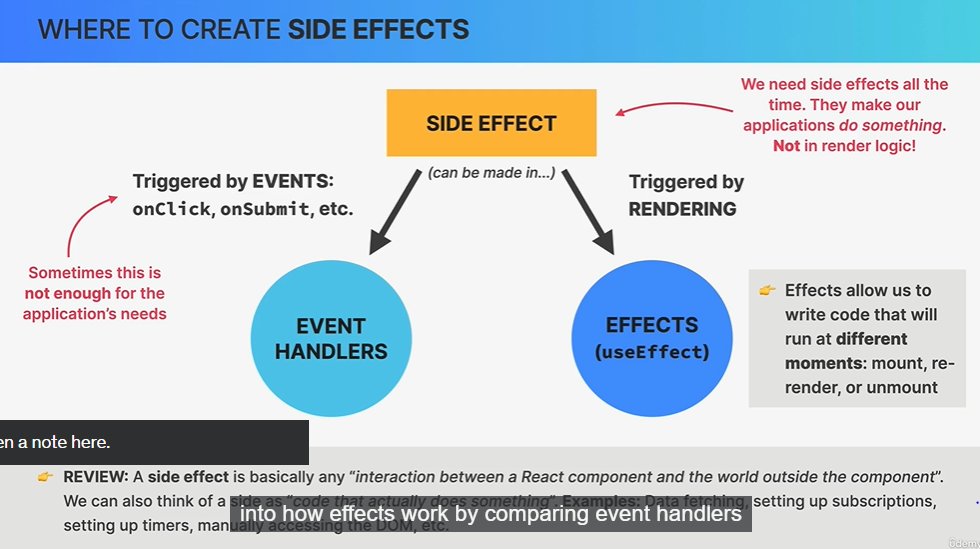 WHERE TO CREATE SIDE EFFECTS
We need side effects all the
time. They make our
applications do something.
Not in render logic!
SIDE EFFECT
(can be made in...)
Triggered by EVENTS:
onClick, onSubmit, etc.
Triggered by
RENDERING
Sometimes this is
not enough for the
application's needs
EVENT
HANDLERS
EFFECTS
(useEffect)
👉 Effects allow us to
write code that will
run at different
moments: mount, re-
render, or unmount
en a note here.
👉 REVIEW: A side effect is basically any "interaction between a React component and the world outside the component".
We can also think of a side as "code that actually does something". Examples: Data fetching, setting up subscriptions,
setting up timers, manually accessing the DOM, etc.
into how effects work by comparing event handlers
Udemy